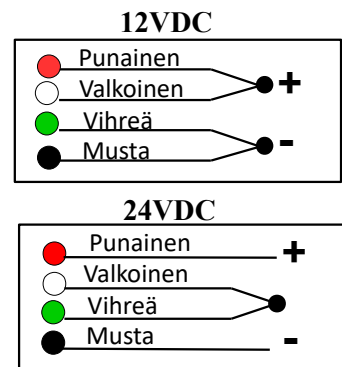 12VDC
Punainen
Valkoinen +
Vihreä
Musta -
24VDC
Punainen +
Valkoinen
Vihreä
Musta -